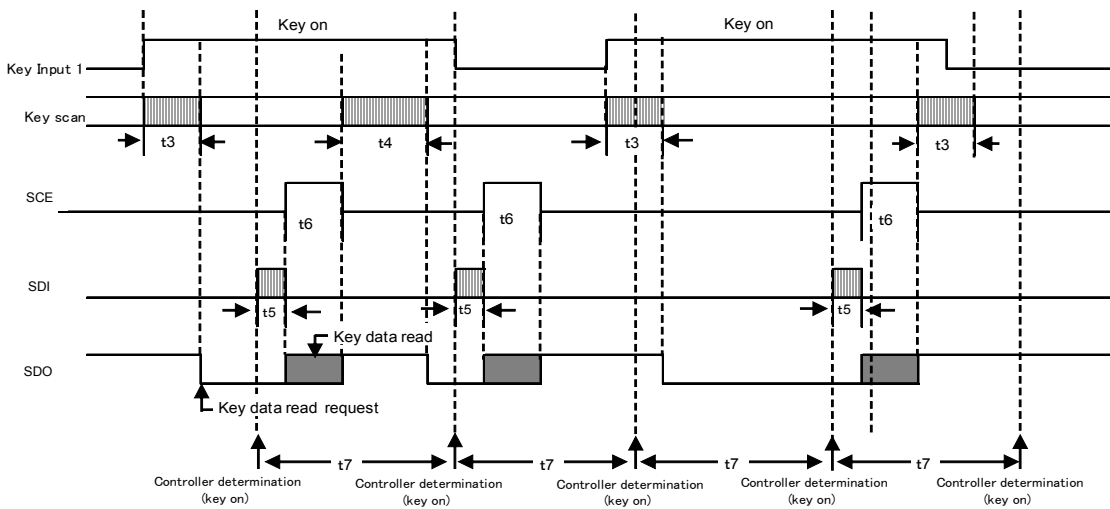 Key on
Key on
Key Input 1
Key scan
t3
t4
t3
t3
SCE
t6
t6
t6
SDI
t5
t5
t5
Key data read
SDO
Key data read request
t7
t7
t7
t7
Controller determination
(key on)
Controller determination
(key on)
Controller determination
(key on)
Controller determination
(key on)
Controller determination
(key on)